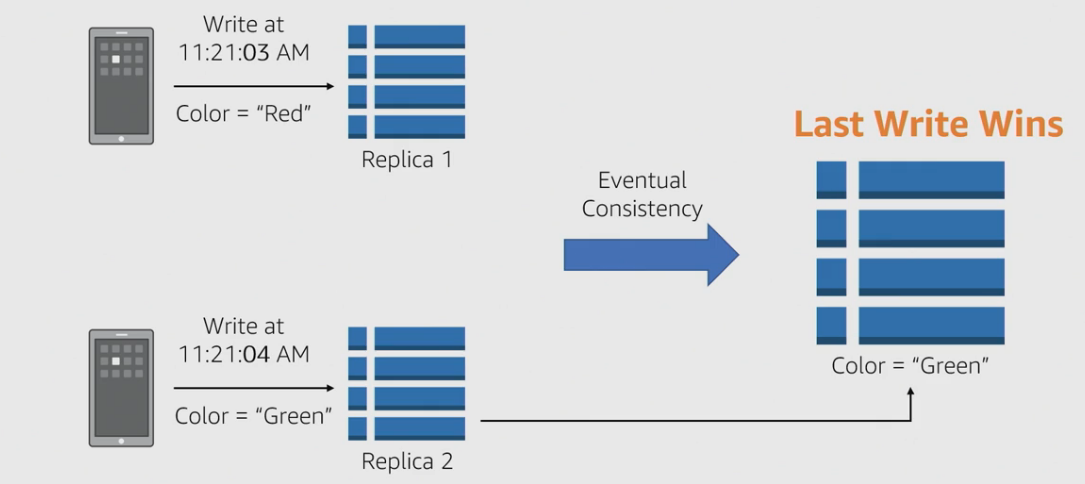 Write at
11:21:03 AM
Color = “Red”
Replica 1
Last Write Wins
Eventual
Consistency
Write at
11:21:04 AM
Color = “Green”
Replica 2
Color = “Green”